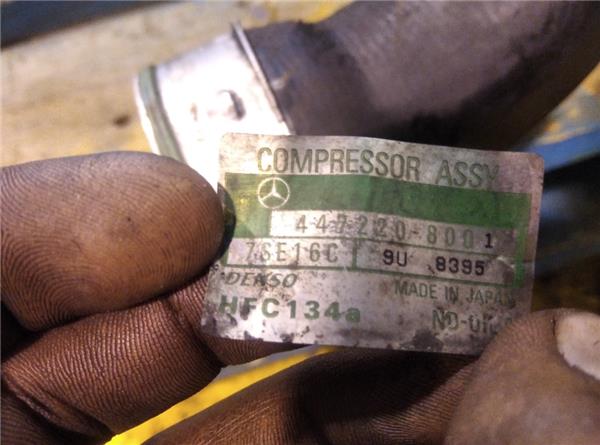 COMPRESSOR ASSY
447220-8001
7SE16C 9U 8395
DENSO MADE IN JAPAN
HFC134a